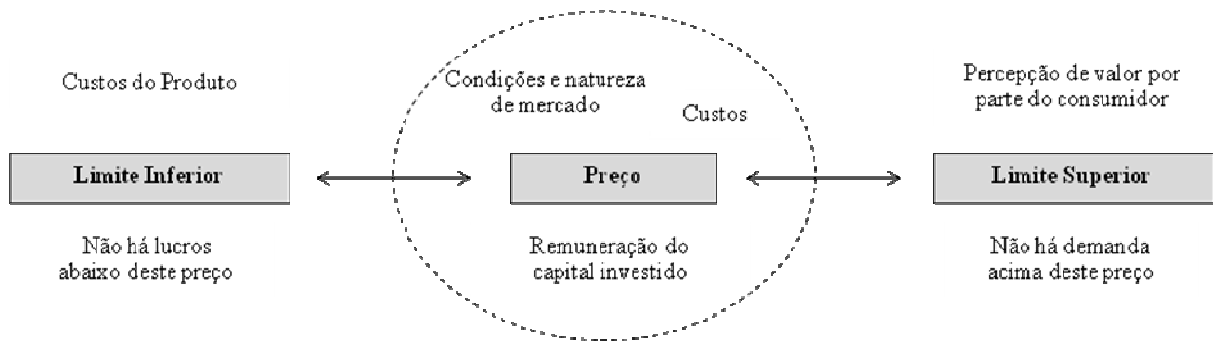 Custos do Produto
Limite Inferior
Não há lucros
abaixo deste preço
Condições e natureza
de mercado
Custos
Preço
Remuneração do
capital investido
Percepção de valor por
parte do consumidor
Limite Superior
Não há demanda
acima deste preço